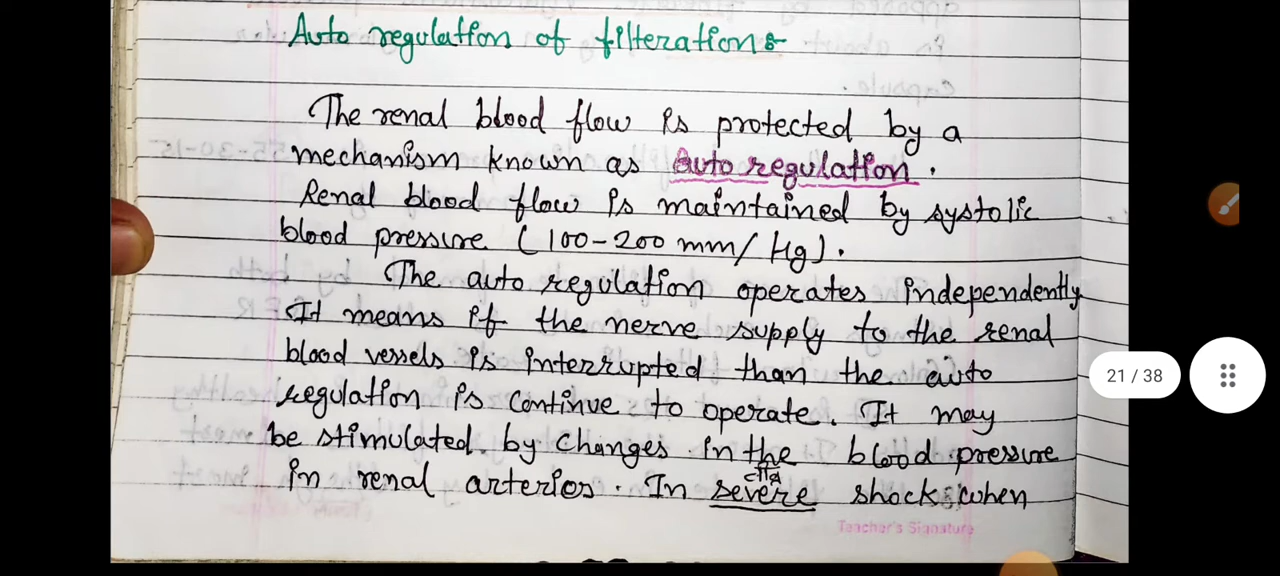 Auto regulation of filteration :-
The renal blood flow is protected by a
mechanism known as Auto regulation.
Renal blood flow is maintained by systolic
blood pressure (100-200 mm/Hg).
The auto regulation operates independently
It means if the nerve supply to the renal
blood vessels is interrupted than the auto
regulation is continue to operate. It may
be stimulated by changes in the blood pressure
in renal arteries. In severe shock when
Teacher's Signature
21 / 38